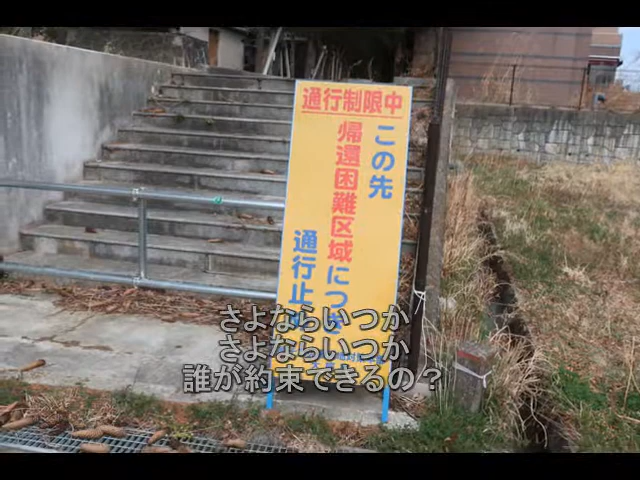 通行制限中
この先
帰還困難区域につき
通行止め
さよならいつか
さよならいつか
誰が約束できるの?